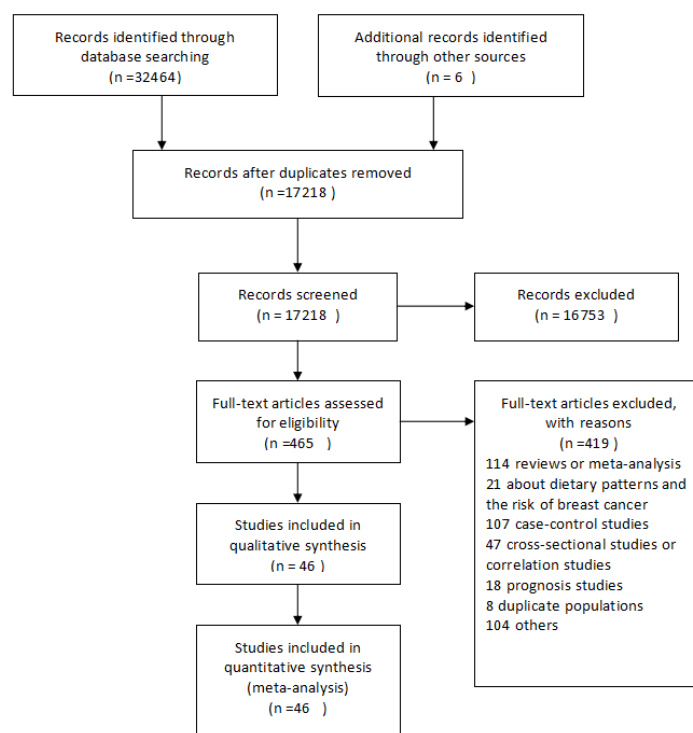 Records identified through
database searching
(n =32464)
Additional records identified
through other sources
(n = 6 )
Records after duplicates removed
(n =17218 )
Records screened
(n = 17218 )
Records excluded
(n = 16753 )
Full-text articles assessed
for eligibility
(n =465 )
Full-text articles excluded,
with reasons
(n =419)
114 reviews or meta-analysis
21 about dietary patterns and
the risk of breast cancer
107 case-control studies
47 cross-sectional studies or
correlation studies
18 prognosis studies
8 duplicate populations
104 others
Studies included in
qualitative synthesis
(n = 46 )
Studies included in
quantitative synthesis
(meta-analysis)
(n =46 )